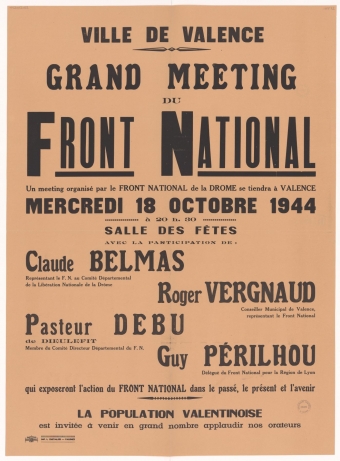 VILLE DE VALENCE
GRAND MEETING
DU
FRONT NATIONAL
Un meeting organisé par le FRONT NATIONAL de la DROME se tiendra à VALENCE
MERCREDI 18 OCTOBRE 1944
à 20 h. 30
SALLE DES FÊTES
AVEC LA PARTICIPATION DE :
Claude BELMAS
Représentant le F. N. au Comité Départemental
de la Libération Nationale de la Drôme
Roger VERGNAUD
Conseiller Municipal de Valence,
représentant le Front National
Pasteur DEBU
de DIEULEFIT
Membre du Comité Directeur Départemental du F. N.
Guy PÉRILHOU
Délégué du Front National pour la Région de Lyon
qui exposeront l'action du FRONT NATIONAL dans le passé, le présent et l'avenir
LA POPULATION VALENTINOISE
est invitée à venir en grand nombre applaudir nos orateurs